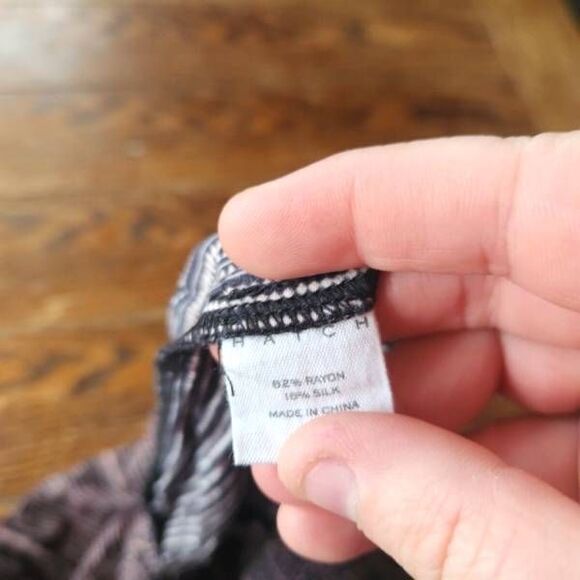 HATCH
82% RAYON
18% SILK
MADE IN CHINA